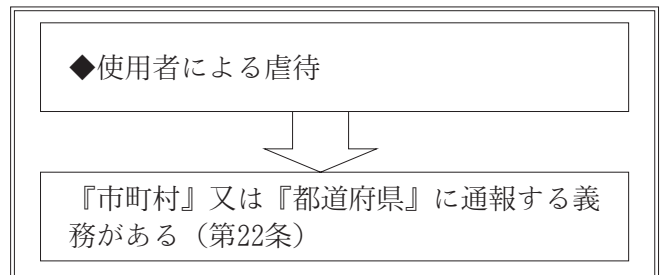 ◆使用者による虐待
『市町村』又は『都道府県』に通報する義
務がある（第22条）